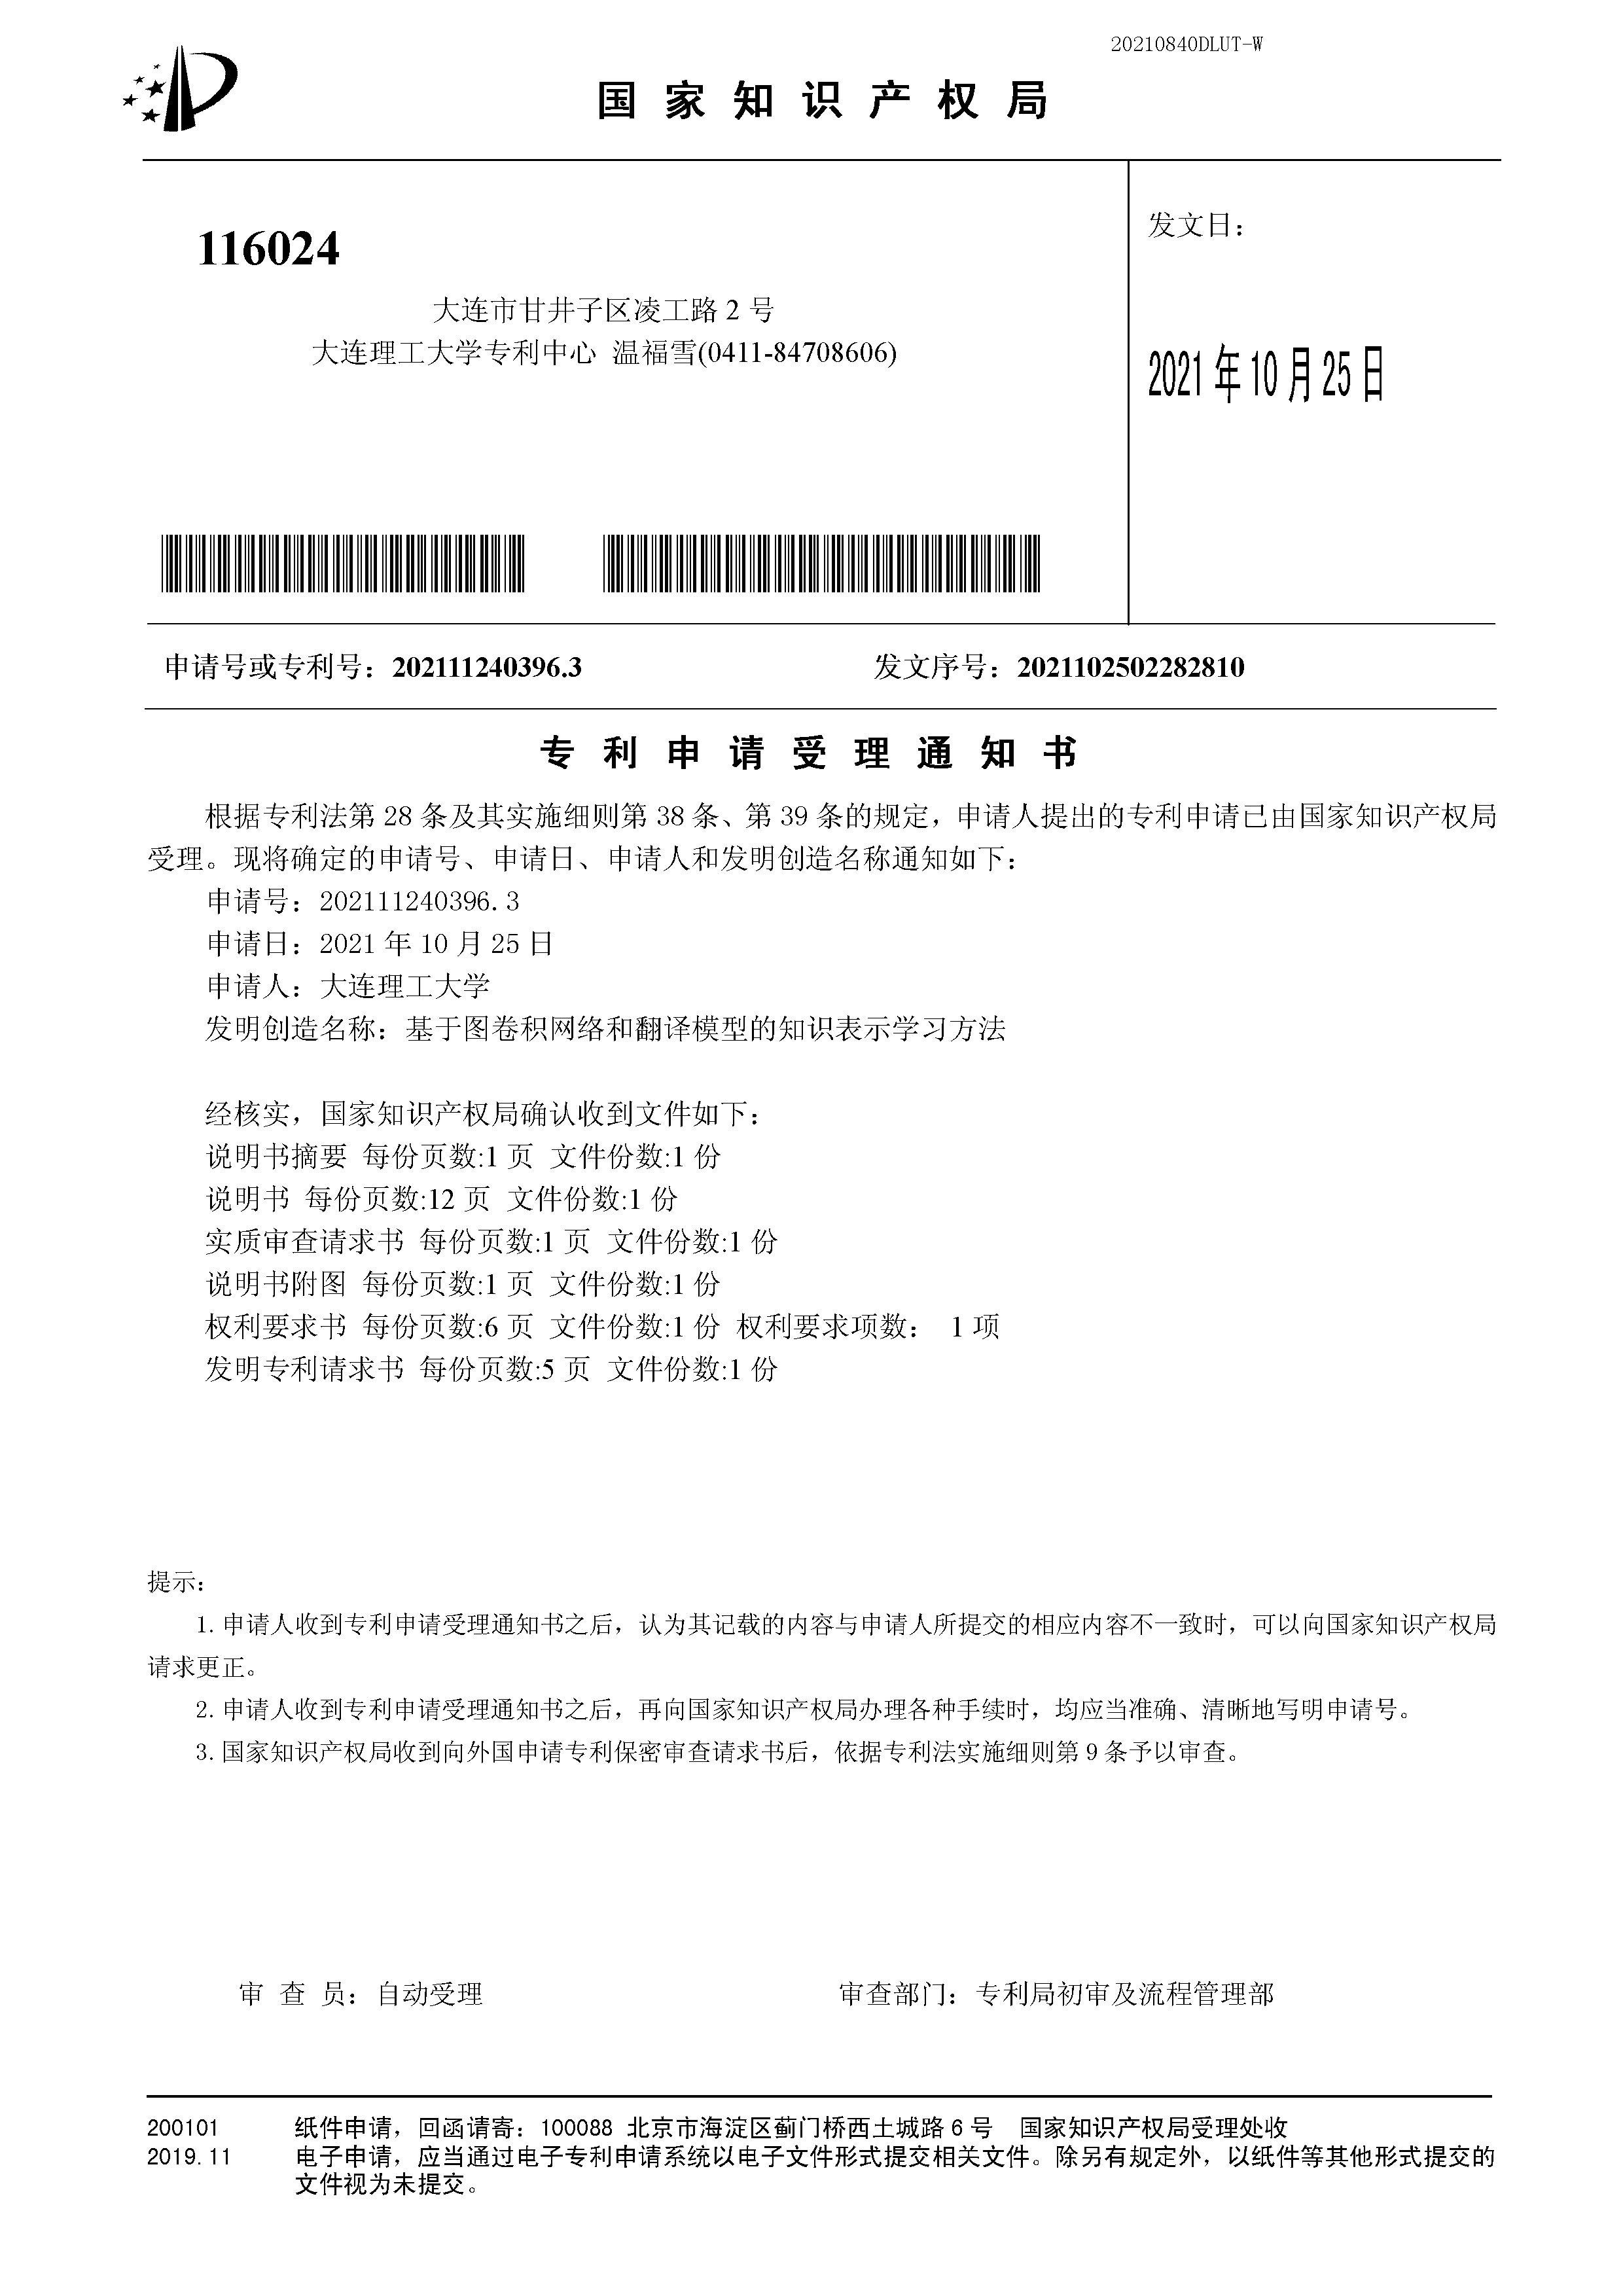 20210840DLUT-W
国家知识产权局
116024
大连市甘井子区凌工路 2 号
大连理工大学专利中心 温福雪(0411-84708606)
发文日：
2021 年 10 月 25 日
申请号或专利号：202111240396.3 发文序号：2021102502282810
专利申请受理通知书
根据专利法第 28 条及其实施细则第 38 条、第 39 条的规定，申请人提出的专利申请已由国家知识产权局
受理。现将确定的申请号、申请日、申请人和发明创造名称通知如下：
申请号：202111240396.3
申请日：2021 年 10 月 25 日
申请人：大连理工大学
发明创造名称：基于图卷积网络和翻译模型的知识表示学习方法
经核实，国家知识产权局确认收到文件如下：
说明书摘要 每份页数:1 页 文件份数:1 份
说明书 每份页数:12 页 文件份数:1 份
实质审查请求书 每份页数:1 页 文件份数:1 份
说明书附图 每份页数:1 页 文件份数:1 份
权利要求书 每份页数:6 页 文件份数:1 份 权利要求项数： 1 项
发明专利请求书 每份页数:5 页 文件份数:1 份
提示：
1. 申请人收到专利申请受理通知书之后，认为其记载的内容与申请人所提交的相应内容不一致时，可以向国家知识产权局
请求更正。
2. 申请人收到专利申请受理通知书之后，再向国家知识产权局办理各种手续时，均应当准确、清晰地写明申请号。
3. 国家知识产权局收到向外国申请专利保密审查请求书后，依据专利法实施细则第 9 条予以审查。
审 查 员：自动受理 审查部门：专利局初审及流程管理部
200101 纸件申请，回函请寄：100088 北京市海淀区蓟门桥西土城路 6 号 国家知识产权局受理处收
2019.11 电子申请，应当通过电子专利申请系统以电子文件形式提交相关文件。除另有规定外，以纸件等其他形式提交的
文件视为未提交。